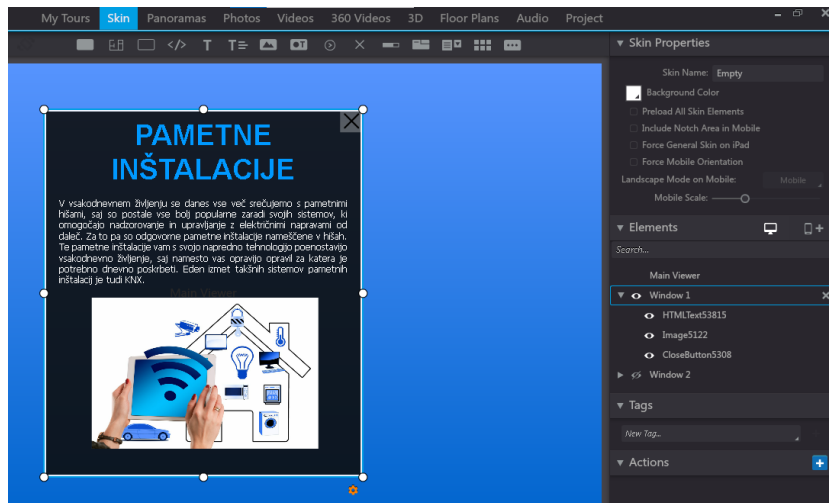 My Tours Skin Panoramas Photos Videos 360 Videos 3D Floor Plans Audio Project
Skin Properties
Skin Name: Empty
Background Color
Preload All Skin Elements
Include Notch Area in Mobile
Force General Skin on iPad
Force Mobile Orientation
Landscape Mode on Mobile: Mobile
Mobile Scale:
Elements
Search...
Main Viewer
Window 1
HTMLText53815
Image5122
CloseButton5308
Window 2
Tags
New Tag...
Actions
PAMETNE
INŠTALACIJE
V vsakodnevnem življenju se danes vse več srečujemo s pametnimi
hišami, saj so postale vse bolj popularne zaradi svojih sistemov, ki
omogočajo nadzorovanje in upravljanje z električnimi napravami od
daleč. Za to pa so odgovorne pametne inštalacije nameščene v hišah.
Te pametne inštalacije vam s svojo napredno tehnologijo poenostavijo
vsakodnevno življenje, saj namesto vas opravijo opravil za katera je
potrebno dnevno poskrbeti. Eden izmet takšnih sistemov pametnih
inštalacij je tudi KNX.
Main Viewer